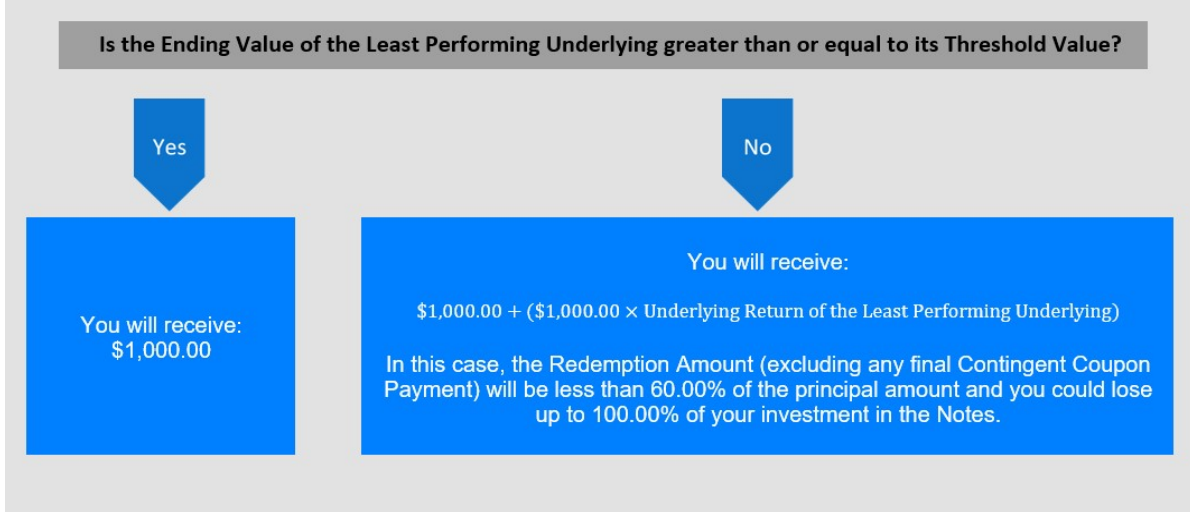 Is the Ending Value of the Least Performing Underlying greater than or equal to its Threshold Value?
Yes
No
You will receive:
$1,000.00
You will receive:
$1,000.00 + ($1,000.00 × Underlying Return of the Least Performing Underlying)
In this case, the Redemption Amount (excluding any final Contingent Coupon
Payment) will be less than 60.00% of the principal amount and you could lose
up to 100.00% of your investment in the Notes.